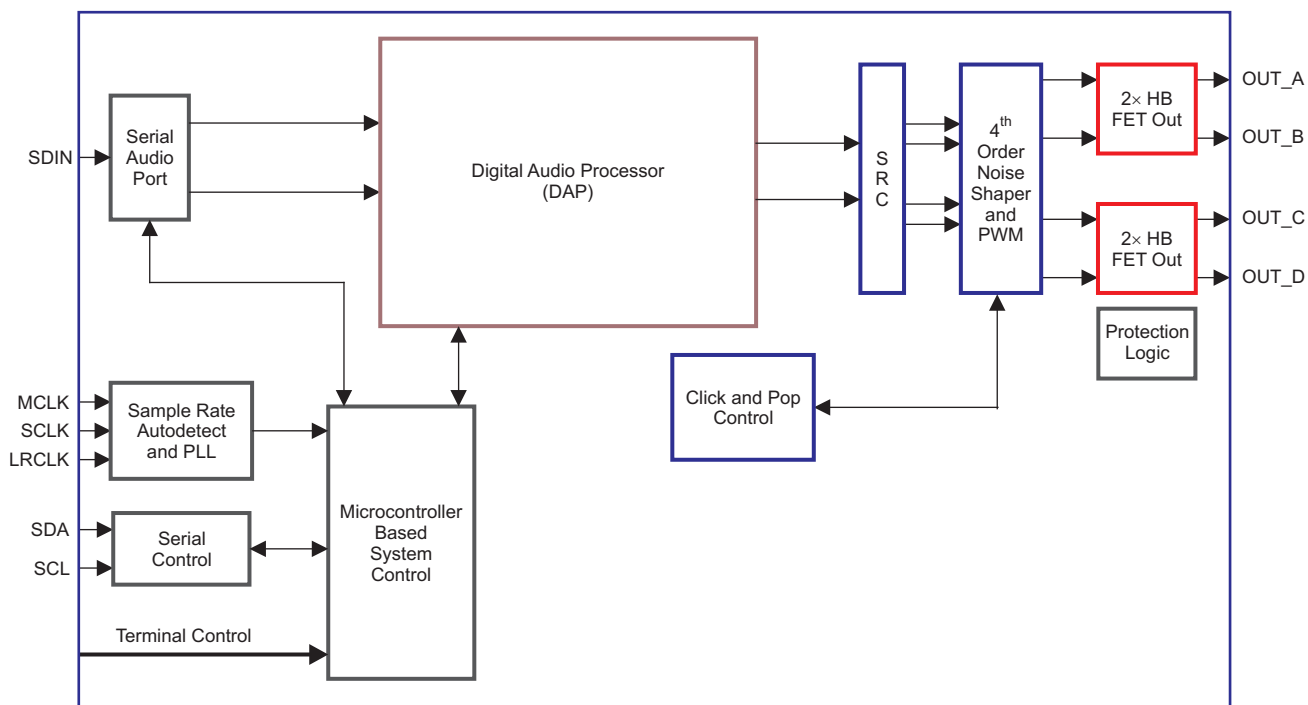 SDIN
Serial
Audio
Port
Digital Audio Processor
(DAP)
S
R
C
4th
Order
Noise
Shaper
and
PWM
2× HB
FET Out
OUT_A
OUT_B
2× HB
FET Out
OUT_C
OUT_D
Protection
Logic
Click and Pop
Control
MCLK
SCLK
LRCLK
Sample Rate
Autodetect
and PLL
SDA
SCL
Serial
Control
Microcontroller
Based
System
Control
Terminal Control